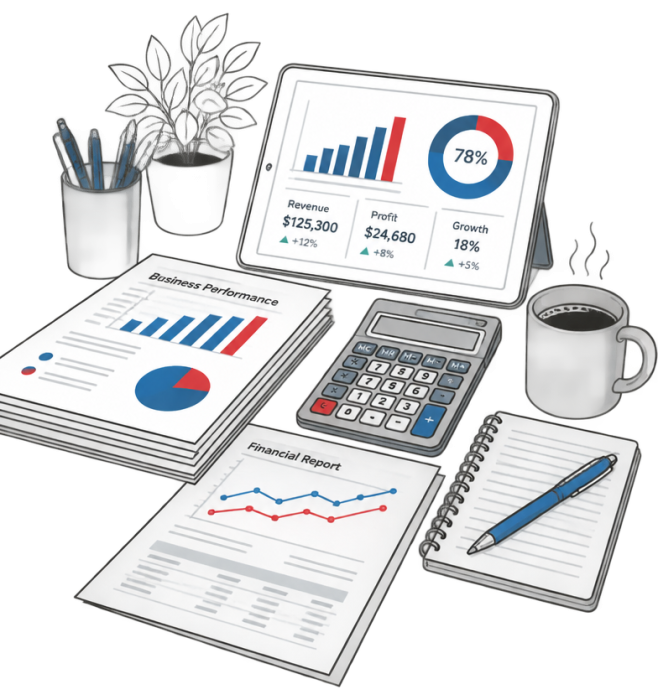 78%
Revenue
$125,300
▲ +12%
Profit
$24,680
▲ +8%
Growth
18%
▲ +5%
Business Performance
MC MR M- M- M
7 8 9
7 5 6
1 2 3
0 - - +
Financial Report